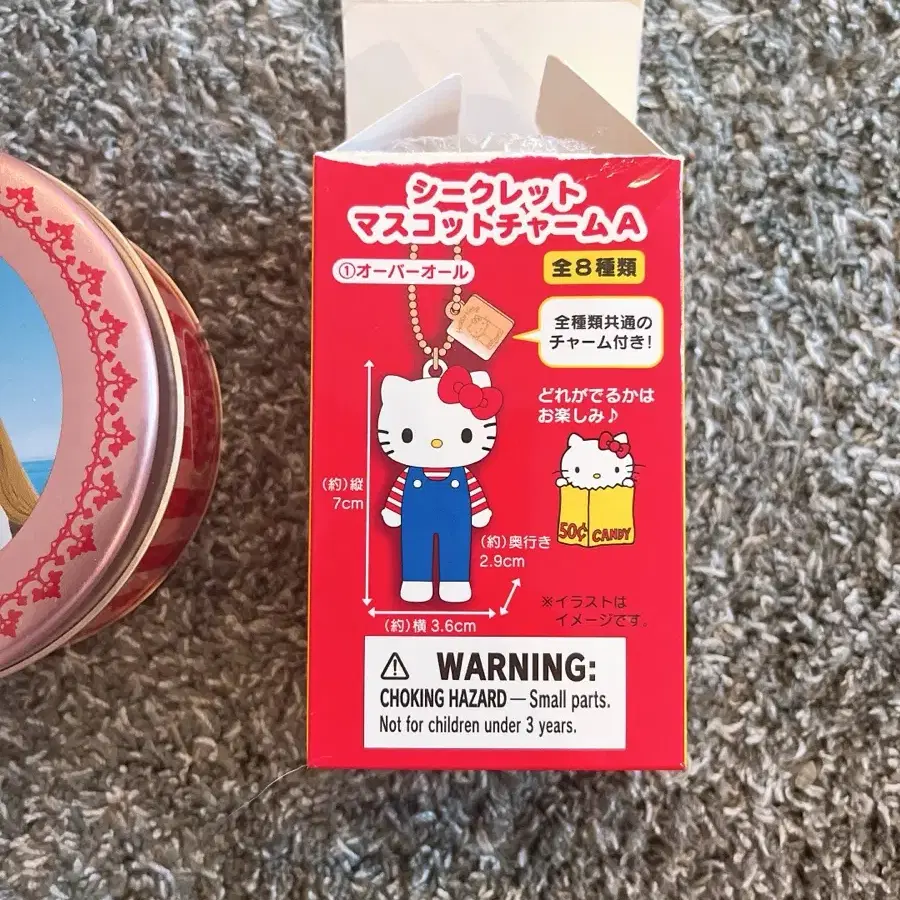 シークレット
マスコットチャームA
①オーバーオール
全8種類
全種類共通の
チャーム付き!
どれがでるかは
お楽しみ♪
(約)縦
7cm
50¢ CANDY
(約)奥行き
2.9cm
※イラストは
イメージです。
(約)横 3.6cm
WARNING:
CHOKING HAZARD — Small parts.
Not for children under 3 years.